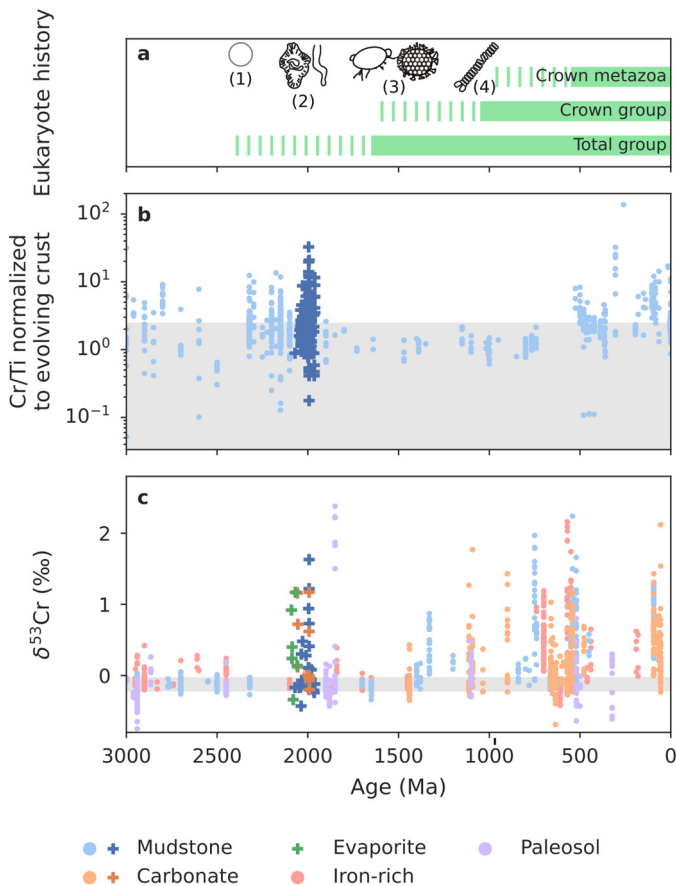 Eukaryote history
a
(1)
(2)
(3)
(4)
Crown metazoa
Crown group
Total group
Cr/Ti normalized
to evolving crust
b
10²
10¹
10⁰
10⁻¹
δ⁵³Cr (‰)
c
2
1
0
3000 2500 2000 1500 1000 500 0
Age (Ma)
Mudstone Evaporite Paleosol
Carbonate Iron-rich